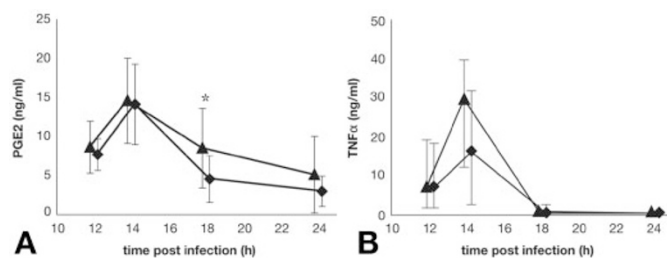 25
20
15
10
5
0
PGE2 (ng/ml)
☆
10 12 14 16 18 20 22 24
A time post infection (h)
50
40
30
20
10
0
TNFα (ng/ml)
10 12 14 16 18 20 22 24
B time post infection (h)